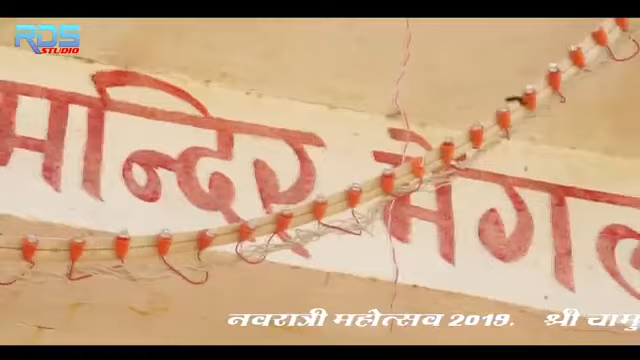 RDS
STUDIO
मन्दिर मंगल
नवरात्री महोत्सव 2019. श्री चामु